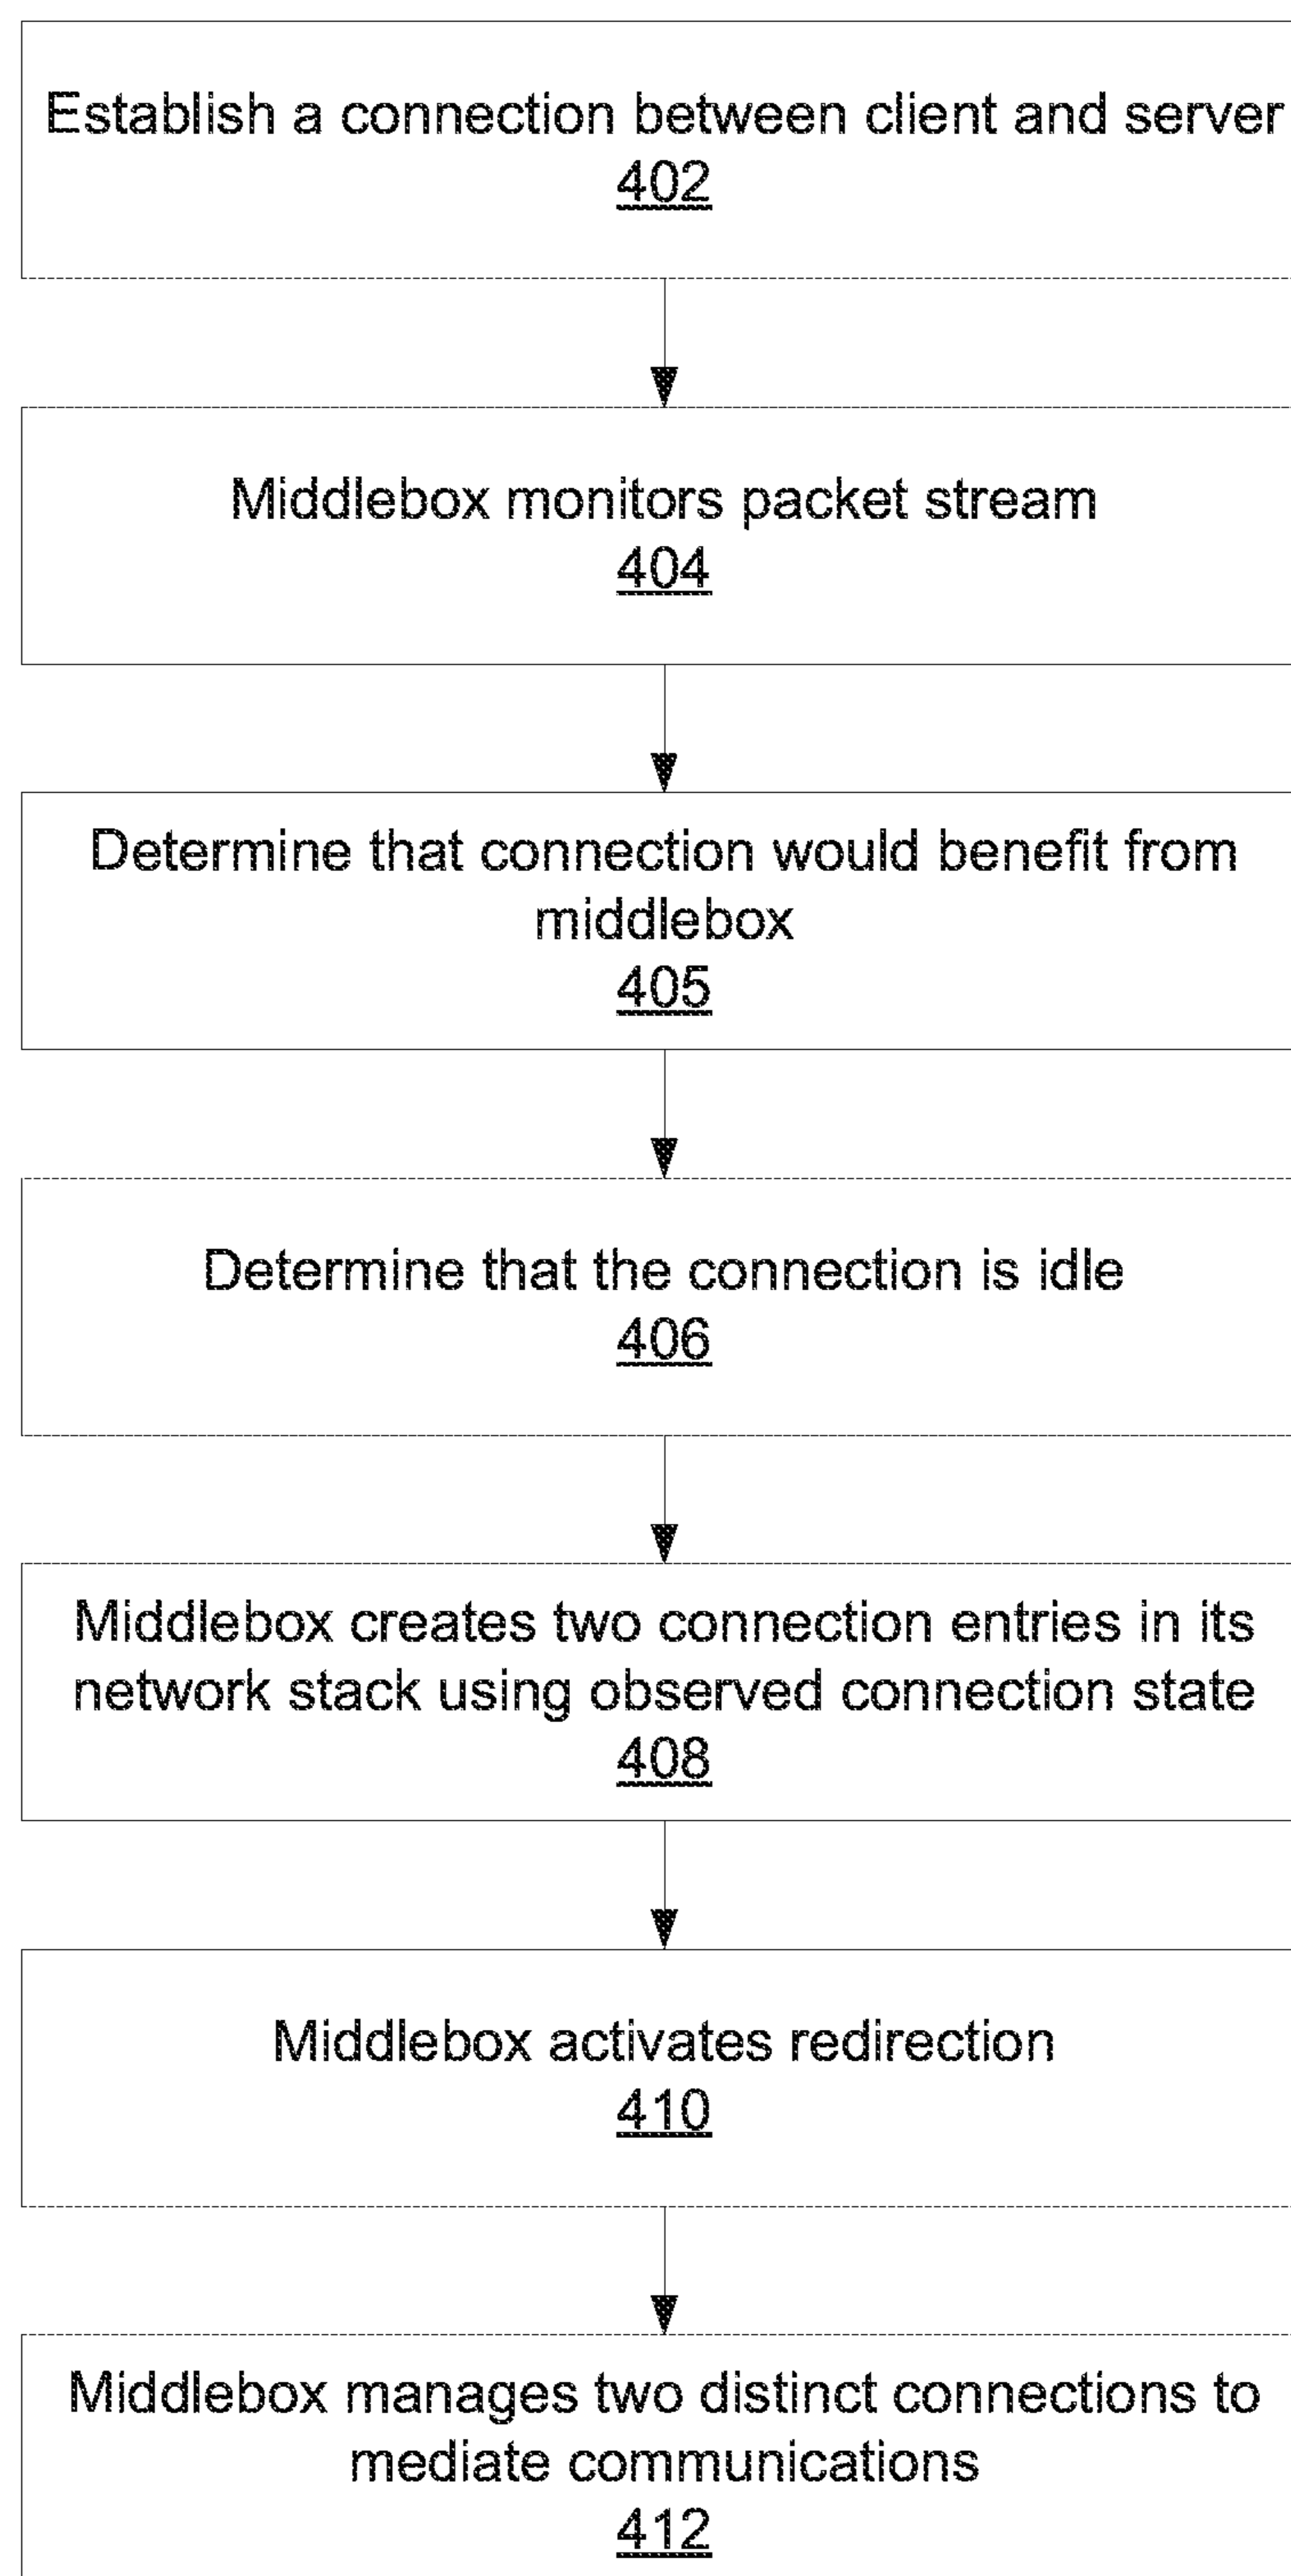 Establish a connection between client and server
402
Middlebox monitors packet stream
404
Determine that connection would benefit from
middlebox
405
Determine that the connection is idle
406
Middlebox creates two connection entries in its
network stack using observed connection state
408
Middlebox activates redirection
410
Middlebox manages two distinct connections to
mediate communications
412